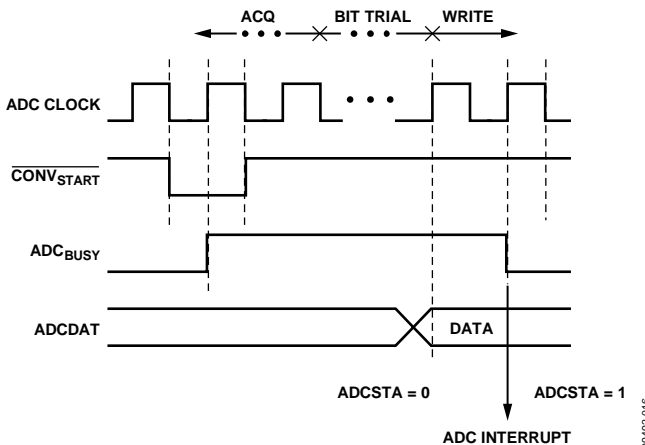 ACQ BIT TRIAL WRITE
ADC CLOCK
CONVSTART
ADCBUSY
ADCDAT
DATA
ADCSTA = 0 ADCSTA = 1
ADC INTERRUPT